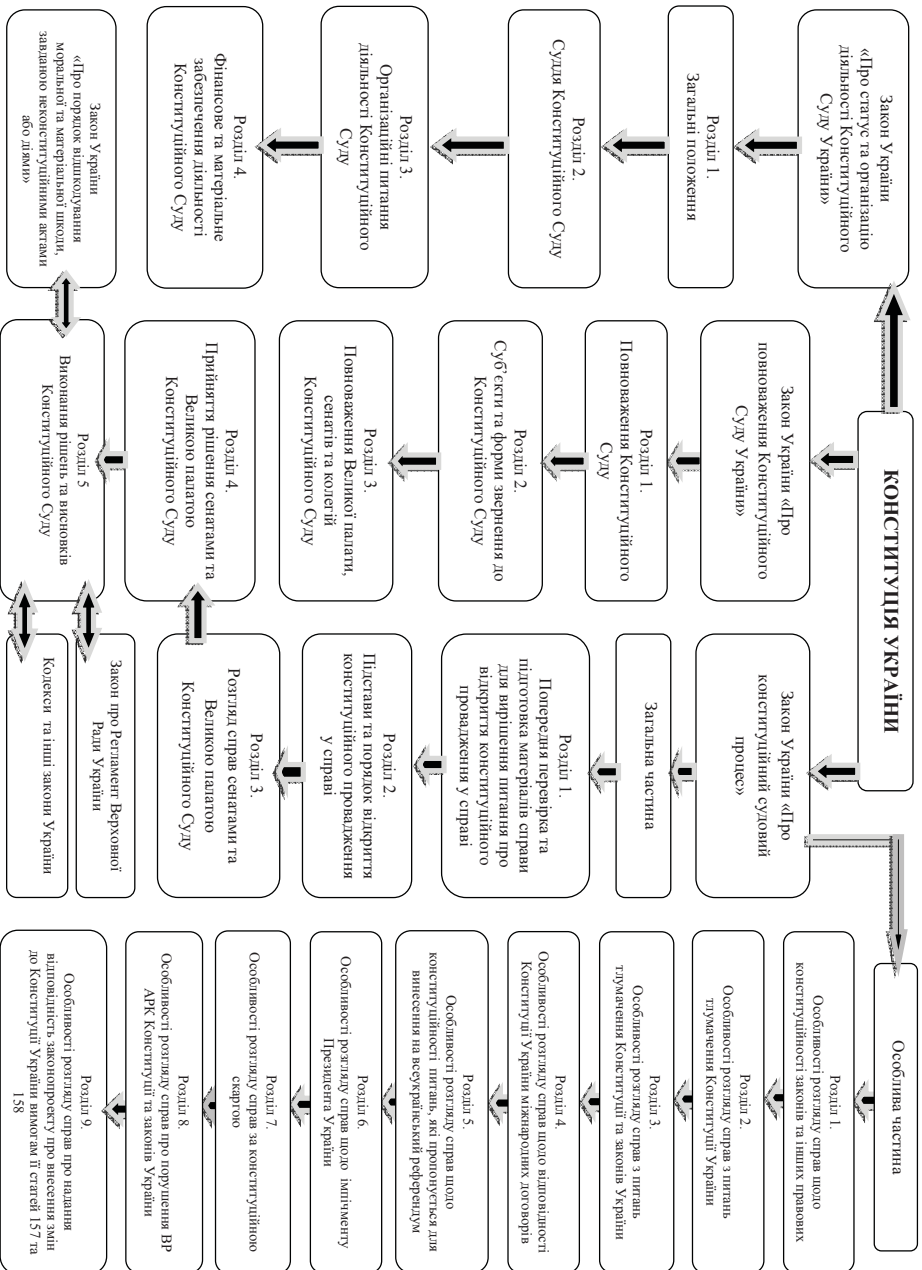 КОНСТИТУЦІЯ УКРАЇНИ
Закон України
«Про статус та організацію
діяльності Конституційного
Суду України»
Розділ 1.
Загальні положення
Розділ 2.
Суддя Конституційного Суду
Розділ 3.
Організаційні питання
діяльності Конституційного
Суду
Розділ 4.
Фінансове та матеріальне
забезпечення діяльності
Конституційного Суду
Закон України
«Про порядок відшкодування
моральної та матеріальної шкоди,
завданою неконституційними актами
або діями»
Закон України «Про
повноваження Конституційного
Суду України»
Розділ 1.
Повноваження Конституційного
Суду
Розділ 2.
Суб'єкти та форми звернення до
Конституційного Суду
Розділ 3.
Повноваження Великої палати,
сенатів та колегій
Конституційного Суду
Розділ 4.
Прийняття рішення сенатами та
Великою палатою
Конституційного Суду
Розділ 5
Виконання рішень та висновків
Конституційного Суду
Закон України «Про
конституційний судовий
процес»
Загальна частина
Розділ 1.
Попередня перевірка та
підготовка матеріалів справи
для вирішення питання про
відкриття конституційного
провадження у справі
Розділ 2.
Підстави та порядок відкриття
конституційного провадження
у справі
Розділ 3.
Розгляд справ сенатами та
Великою палатою
Конституційного Суду
Закон про Регламент Верховної
Ради України
Кодекси та інші закони України
Особлива частина
Розділ 1.
Особливості розгляду справ щодо
конституційності законів та інших правових
Розділ 2.
Особливості розгляду справ з питань
тлумачення Конституції України
Розділ 3.
Особливості розгляду справ з питань
тлумачення Конституції та законів України
Розділ 4.
Особливості розгляду справ щодо відповідності
Конституції України міжнародних договорів
Розділ 5.
Особливості розгляду справ щодо
конституційності питань, які пропонується для
винесення на всеукраїнський референдум
Розділ 6.
Особливості розгляду справ щодо імпічменту
Президента України
Розділ 7.
Особливості розгляду справ за конституційною
скаргою
Розділ 8.
Особливості розгляду справ про порушення ВР
АРК Конституції та законів України
Розділ 9.
Особливості розгляду справ про надання
відповідність законопроекту про внесення змін
до Конституції України вимогам її статей 157 та
158